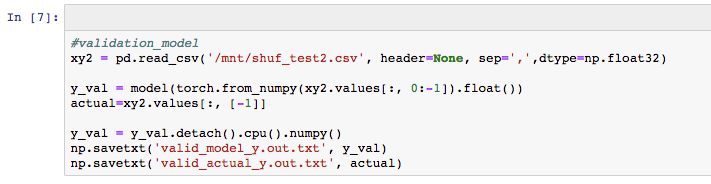 In [7]:
#validation_model
xy2 = pd.read_csv('/mnt/shuf_test2.csv', header=None, sep=',',dtype=np.float32)
y_val = model(torch.from_numpy(xy2.values[:, 0:-1]).float())
actual=xy2.values[:, [-1]]
y_val = y_val.detach().cpu().numpy()
np.savetxt('valid_model_y.out.txt', y_val)
np.savetxt('valid_actual_y.out.txt', actual)